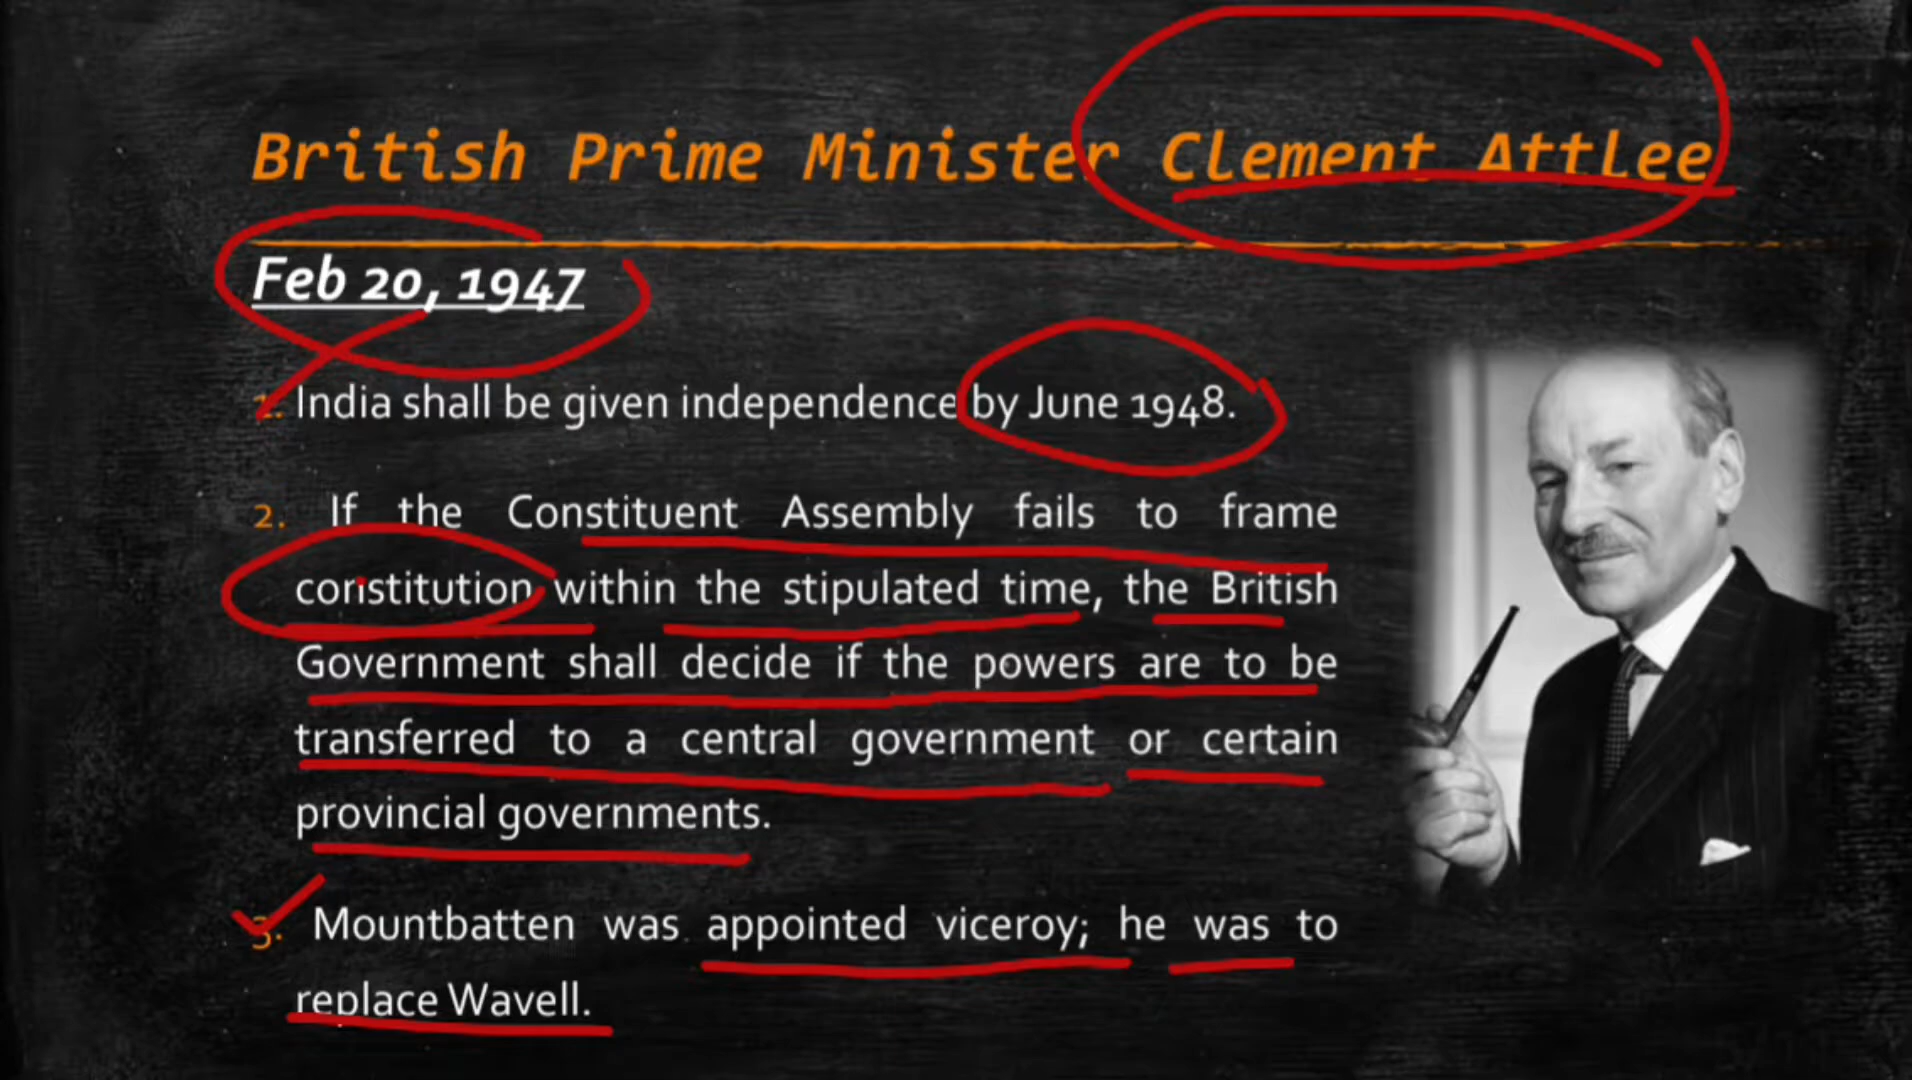 British Prime Minister Clement Attlee
Feb 20, 1947
1. India shall be given independence by June 1948.
2. If the Constituent Assembly fails to frame
constitution within the stipulated time, the British
Government shall decide if the powers are to be
transferred to a central government or certain
provincial governments.
3. Mountbatten was appointed viceroy; he was to
replace Wavell.